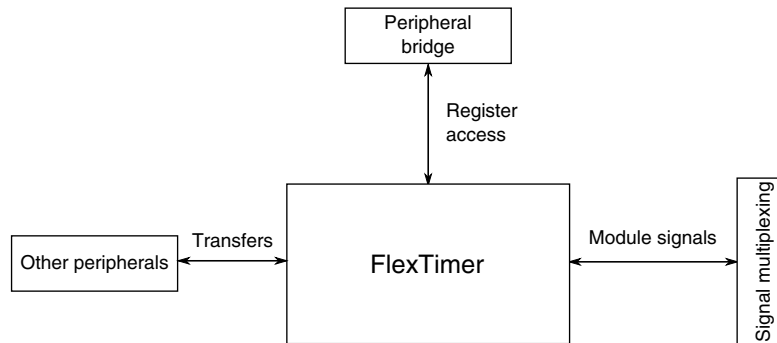 Peripheral
bridge
Register
access
Other peripherals
Transfers
FlexTimer
Module signals
Signal multiplexing